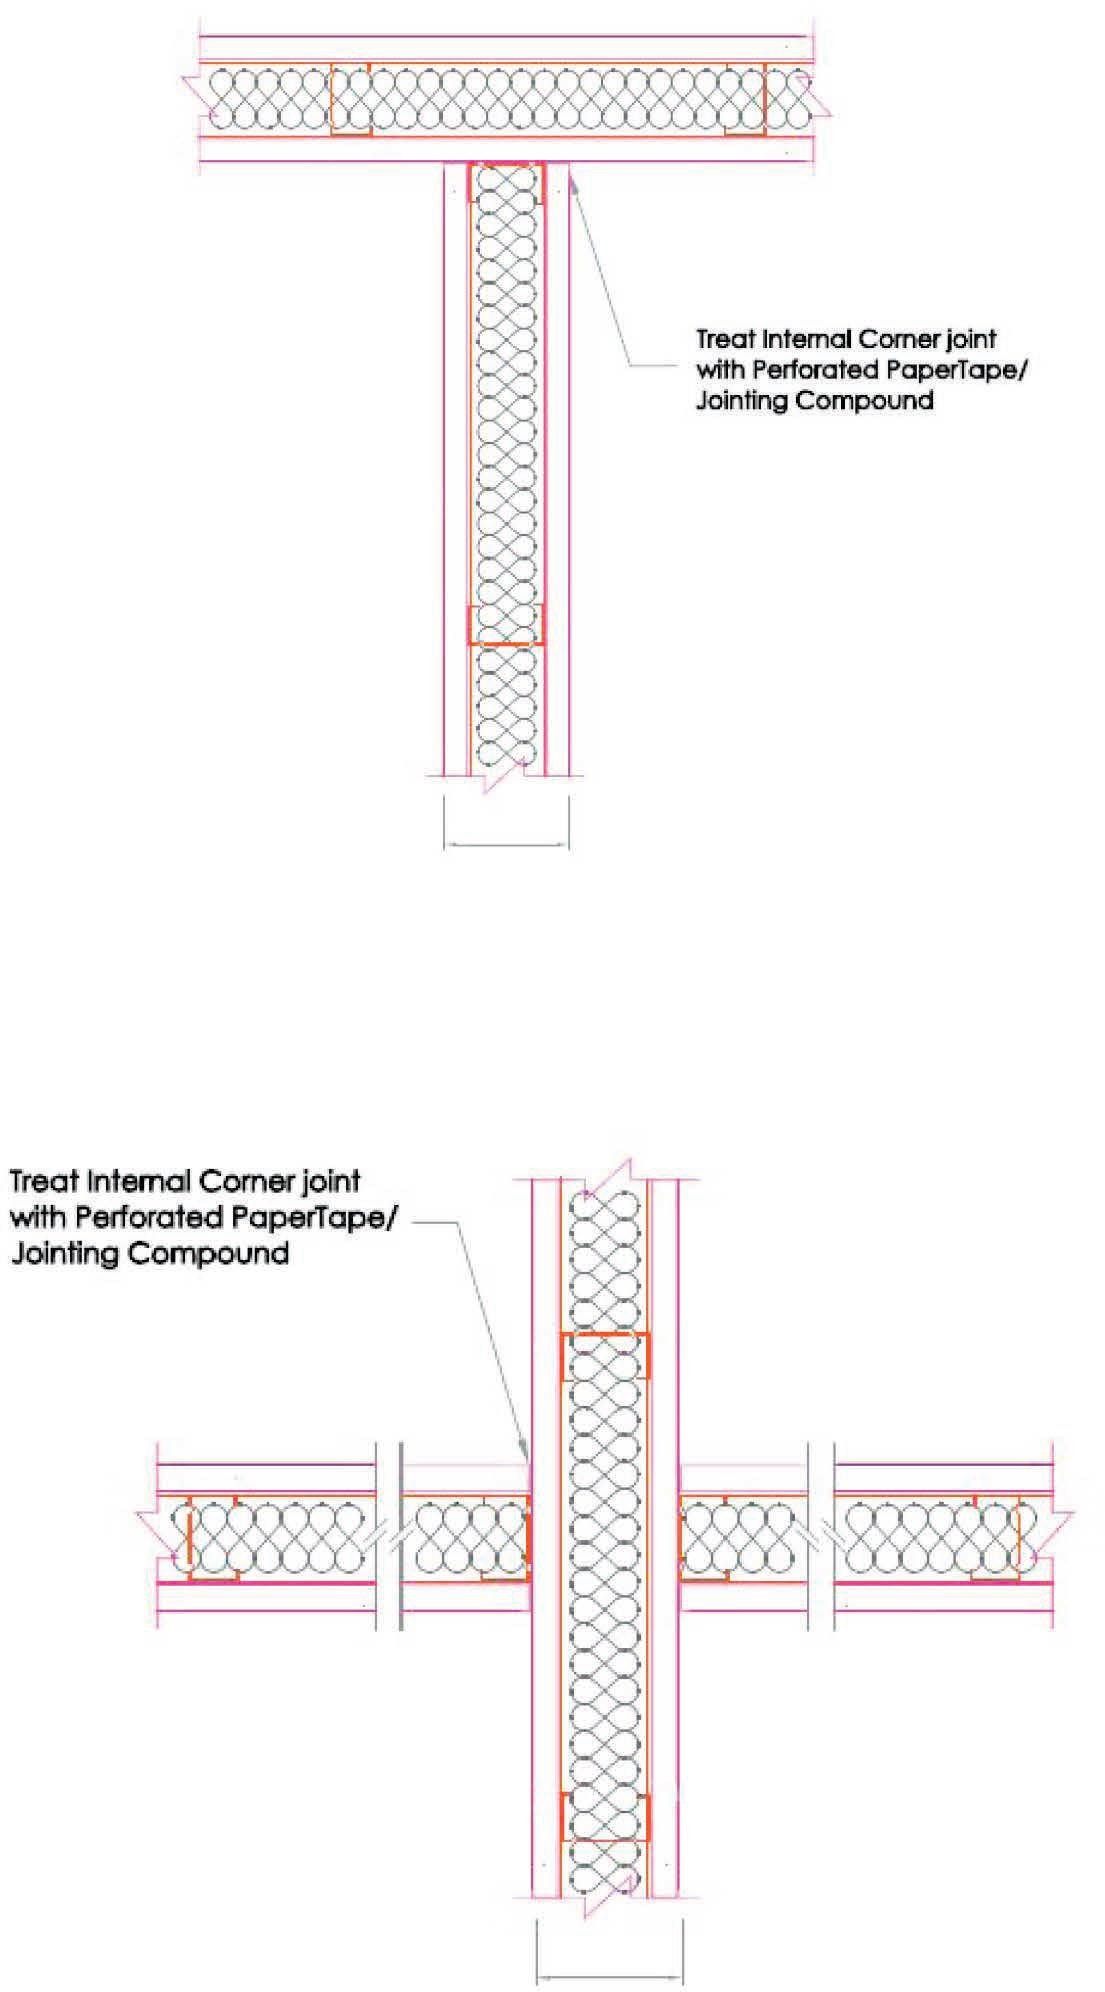 Treat Internal Corner joint
with Perforated PaperTape/
Jointing Compound
Treat Internal Corner joint
with Perforated PaperTape/
Jointing Compound